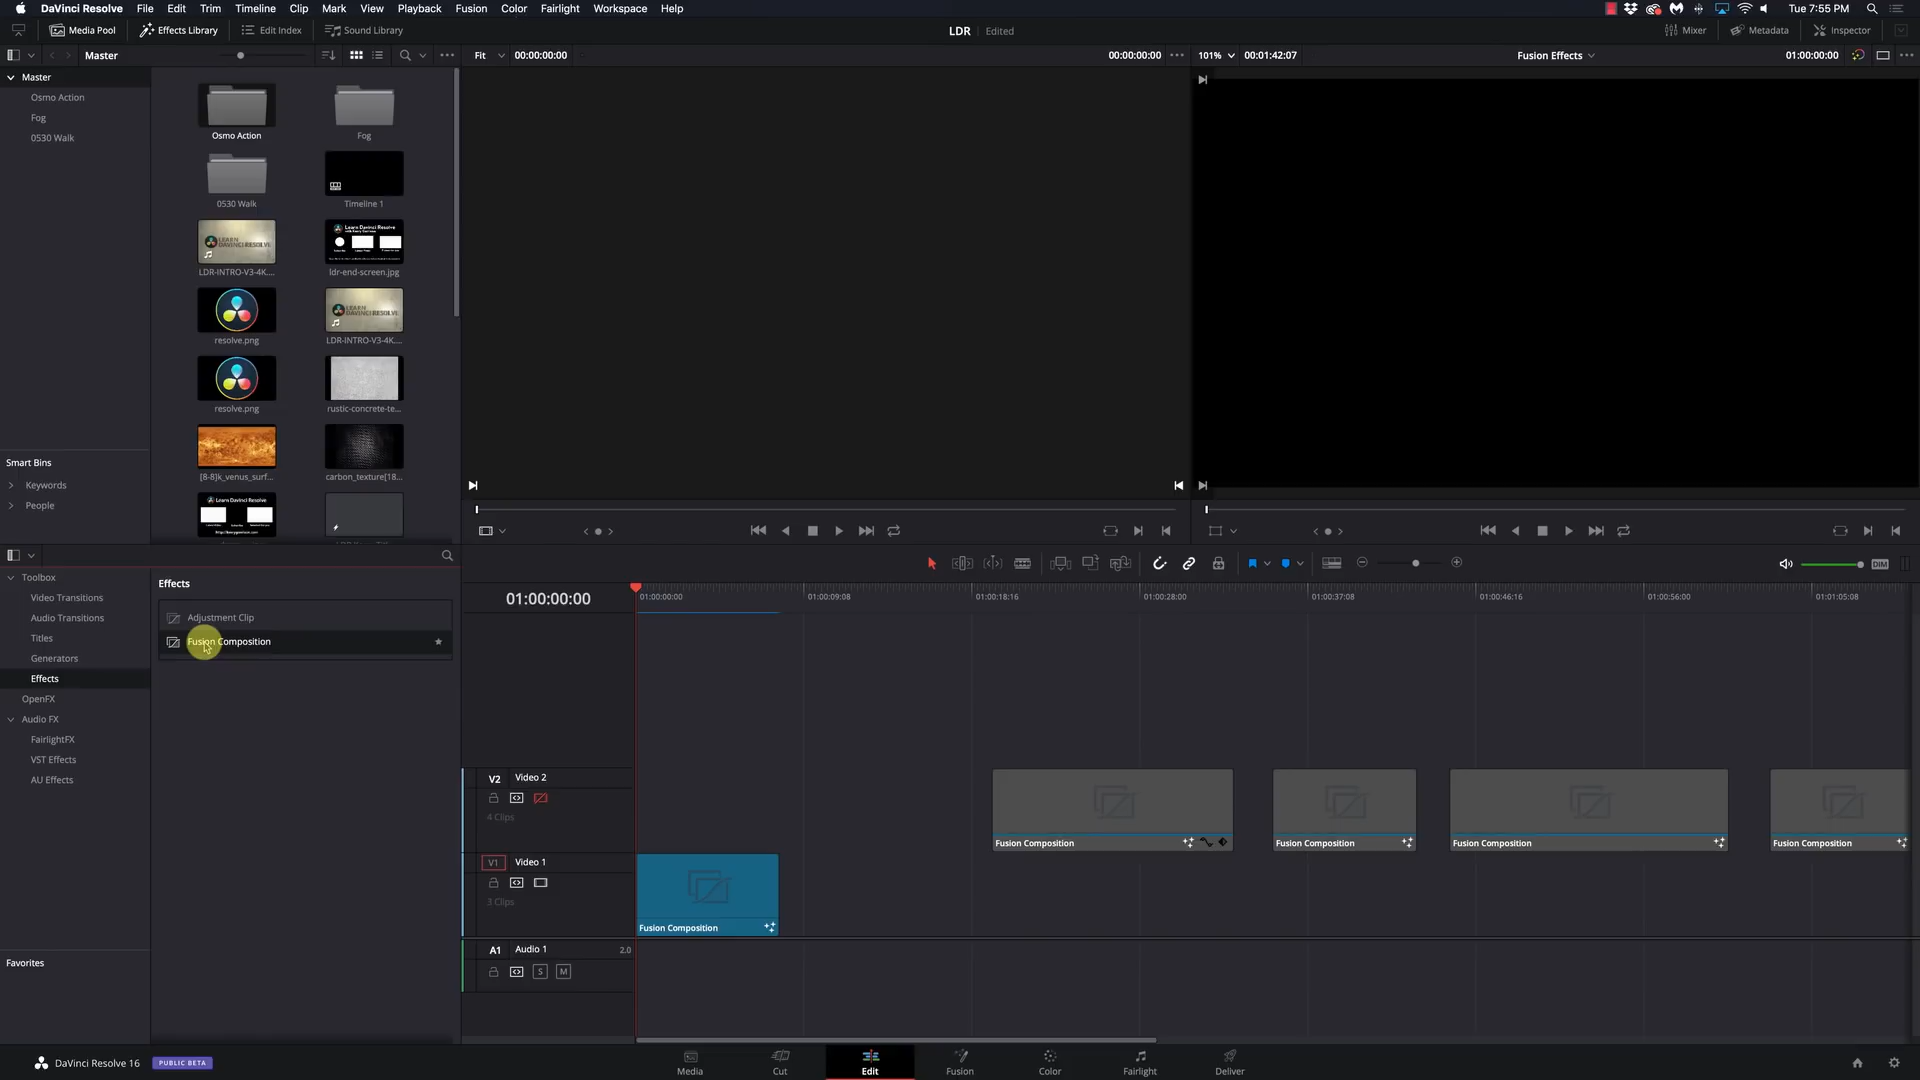 DaVinci Resolve File Edit Trim Timeline Clip Mark View Playback Fusion Color Fairlight Workspace Help Tue 7:55 PM
Media Pool Effects Library Edit Index Sound Library LDR Edited Mixer Metadata Inspector
Master Fit 00:00:00:00 00:00:00:00 101% 00:01:42:07 Fusion Effects 01:00:00:00
Master
Osmo Action
Fog
0530 Walk
Osmo Action Fog
0530 Walk Timeline 1
LDR-INTRO-V3-4K.... ldr-end-screen.jpg
resolve.png LDR-INTRO-V3-4K....
resolve.png rustic-concrete-te...
[8-8]k_venus_surf... carbon_texture[18...
Smart Bins
Keywords
People
Toolbox
Video Transitions
Audio Transitions
Titles
Generators
Effects
OpenFX
Audio FX
FairlightFX
VST Effects
AU Effects
Favorites
Effects
Adjustment Clip
Fusion Composition
DIM
01:00:00:00
01:00:00:00 01:00:09:08 01:00:18:16 01:00:28:00 01:00:37:08 01:00:46:16 01:00:56:00 01:01:05:08
V2 Video 2
4 Clips
Fusion Composition Fusion Composition Fusion Composition Fusion Composition
V1 Video 1
3 Clips
Fusion Composition
A1 Audio 1 2.0
S M
DaVinci Resolve 16 PUBLIC BETA
Media Cut Edit Fusion Color Fairlight Deliver